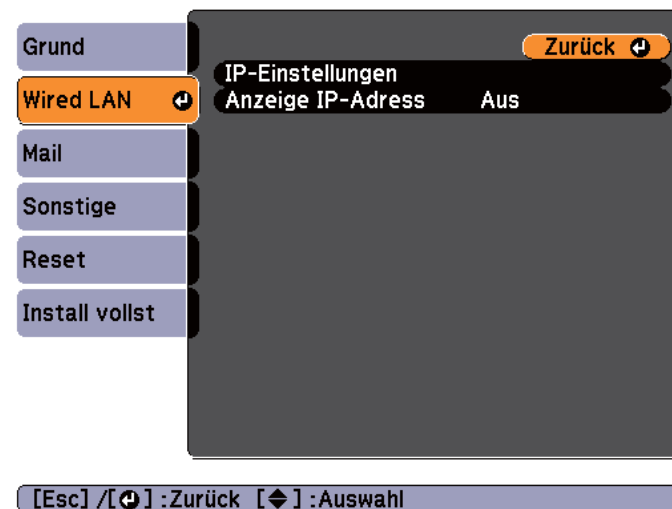 Grund
Wired LAN
Mail
Sonstige
Reset
Install vollst
Zurück
IP-Einstellungen
Anzeige IP-Adress Aus
[Esc] /[⏎] :Zurück [◆] :Auswahl